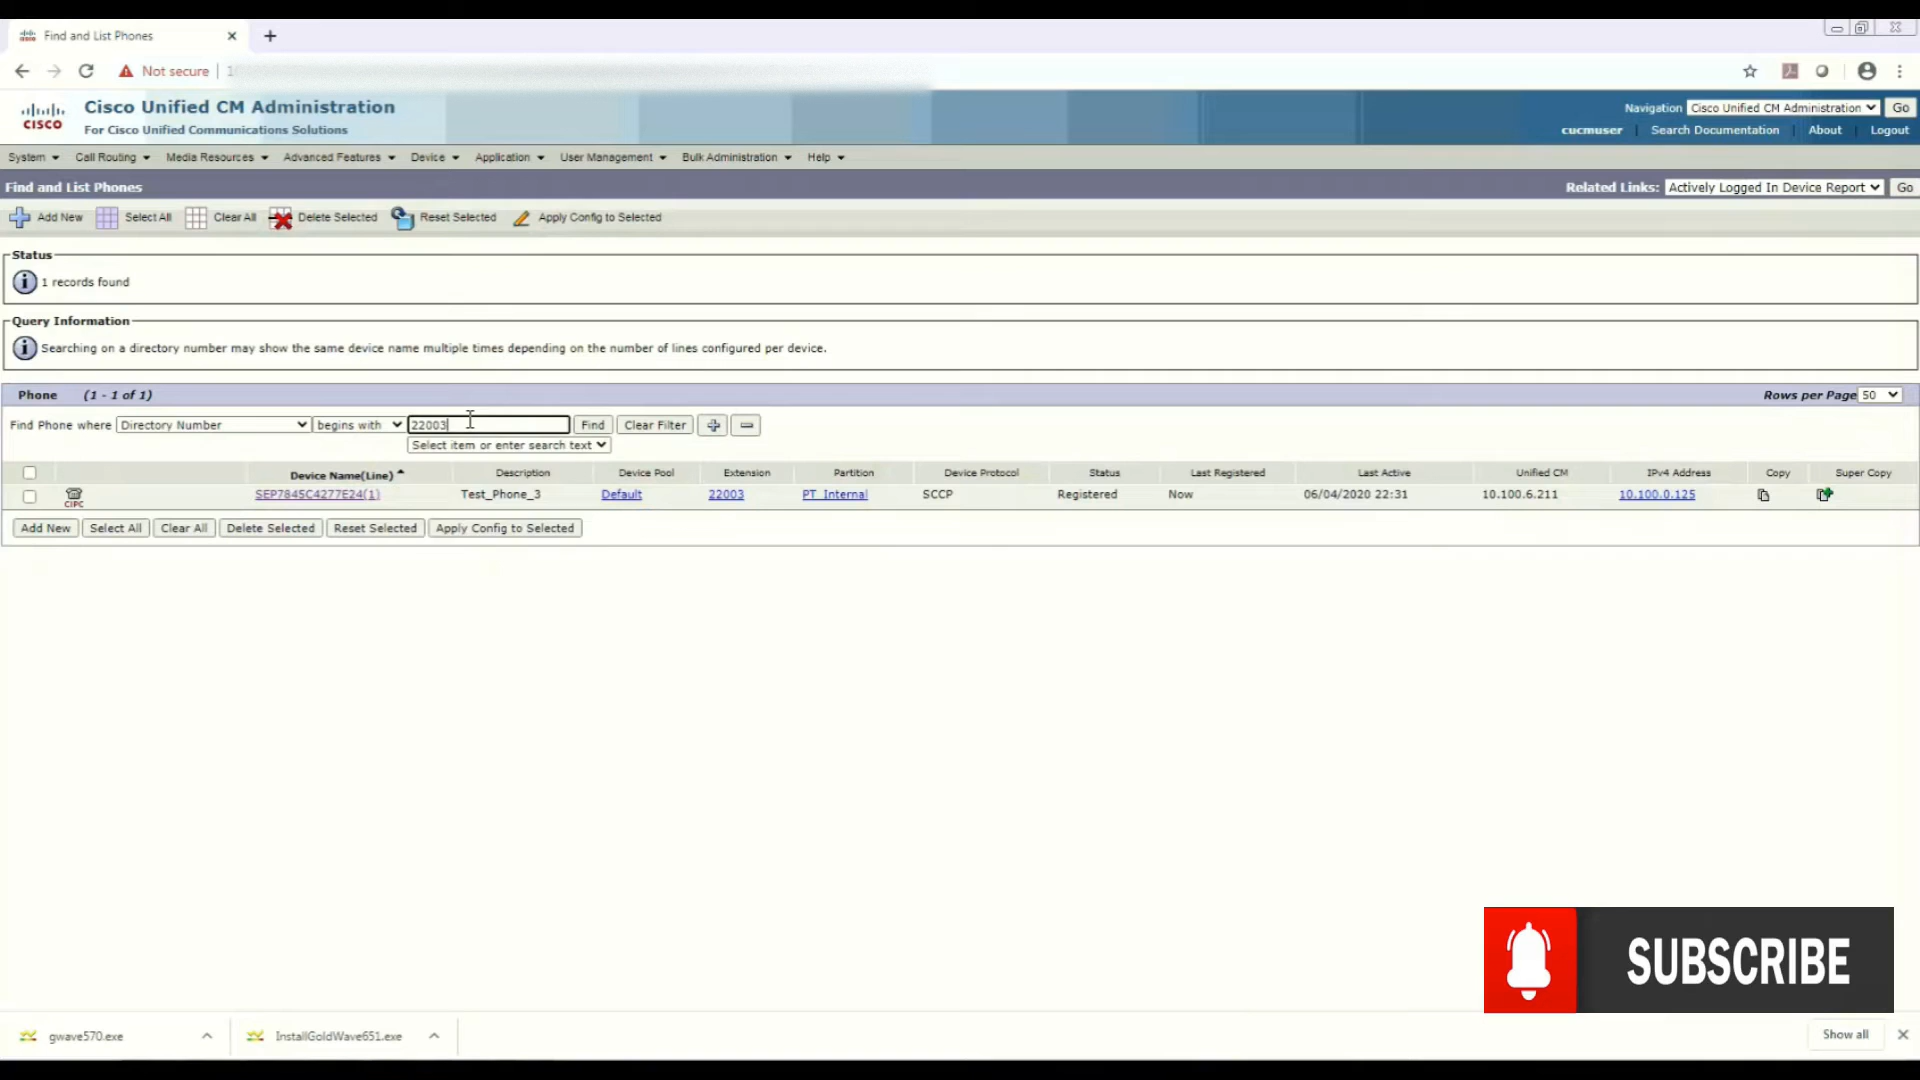 Find and List Phones
Not secure
Cisco Unified CM Administration
For Cisco Unified Communications Solutions
CISCO
Navigation Cisco Unified CM Administration Go
cucmuser Search Documentation About Logout
System Call Routing Media Resources Advanced Features Device Application User Management Bulk Administration Help
Find and List Phones
Related Links: Actively Logged In Device Report Go
Add New Select All Clear All Delete Selected Reset Selected Apply Config to Selected
Status
1 records found
Query Information
Searching on a directory number may show the same device name multiple times depending on the number of lines configured per device.
Phone (1 - 1 of 1)
Rows per Page 50
Find Phone where Directory Number begins with 22003 Find Clear Filter
Select item or enter search text
Device Name(Line) Description Device Pool Extension Partition Device Protocol Status Last Registered Last Active Unified CM IPv4 Address Copy Super Copy
CIPC SEP7845C4277E24(1) Test_Phone_3 Default 22003 PT_Internal SCCP Registered Now 06/04/2020 22:31 10.100.6.211 10.100.0.125
Add New Select All Clear All Delete Selected Reset Selected Apply Config to Selected
SUBSCRIBE
gwave570.exe InstallGoldWave651.exe Show all